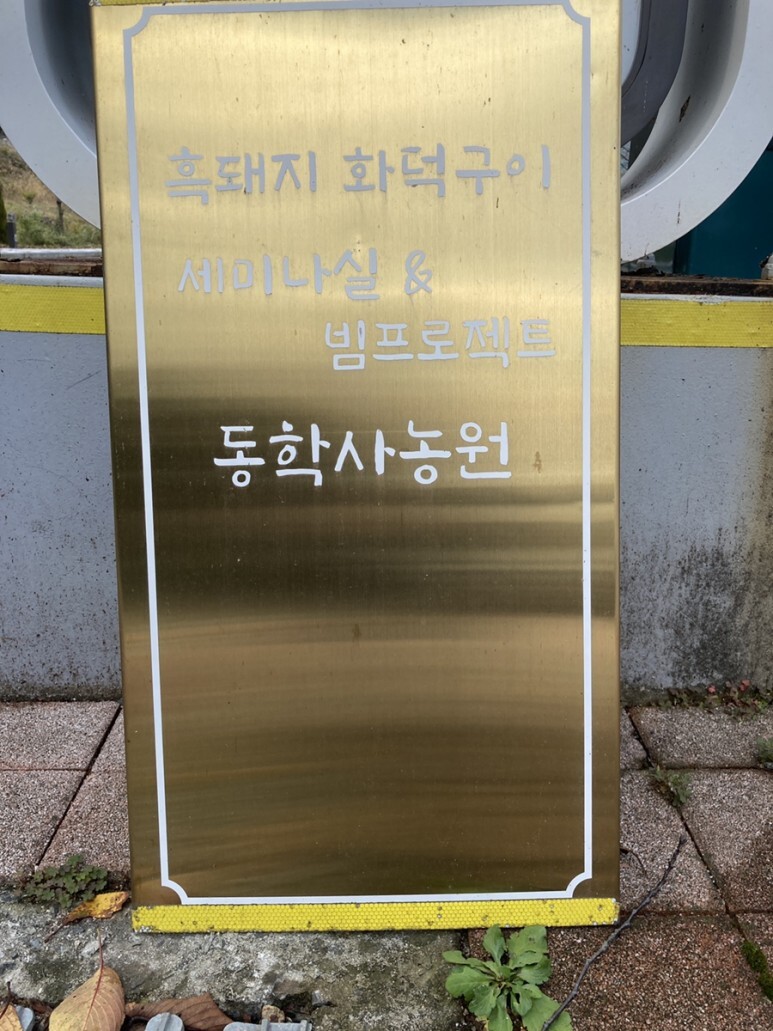 흑돼지 화덕구이
세미나실 &
빔프로젝트
동학사농원